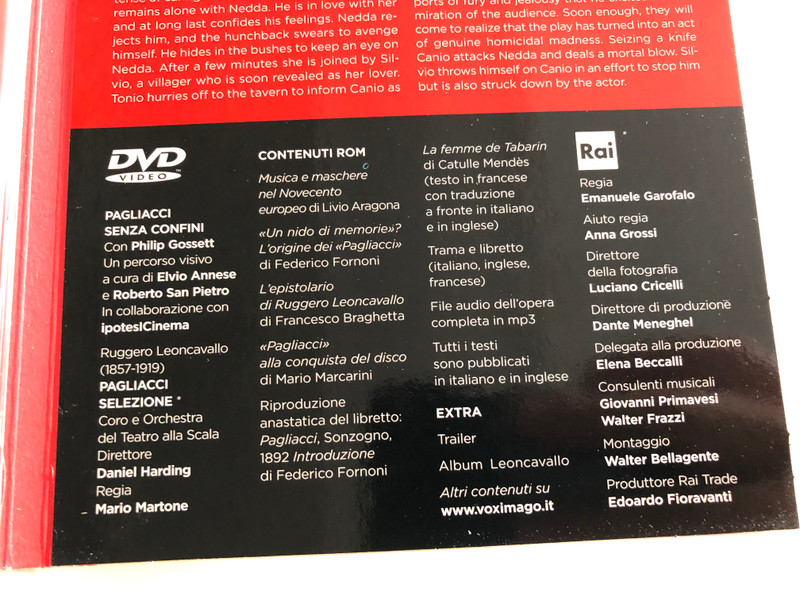 remains alone with Nedda. He is in love with her
and at long last confides his feelings. Nedda re-
jects him, and the hunchback swears to avenge
himself. He hides in the bushes to keep an eye on
Nedda. After a few minutes she is joined by Sil-
vio, a villager who is soon revealed as her lover.
Tonio hurries off to the tavern to inform Canio as
ports of fury and jealousy that he
miration of the audience. Soon enough, they will
come to realize that the play has turned into an act
of genuine homicidal madness. Seizing a knife
Canio attacks Nedda and deals a mortal blow. Sil-
vio throws himself on Canio in an effort to stop him
but is also struck down by the actor.
DVD
VIDEO™
PAGLIACCI
SENZA CONFINI
Con Philip Gossett
Un percorso visivo
a cura di Elvio Annese
e Roberto San Pietro
In collaborazione con
ipotesICinema
Ruggero Leoncavallo
(1857-1919)
PAGLIACCI
SELEZIONE *
Coro e Orchestra
del Teatro alla Scala
Direttore
Daniel Harding
Regia
Mario Martone
CONTENUTI ROM
Musica e maschere
nel Novecento
europeo di Livio Aragona
«Un nido di memorie»?
L'origine dei «Pagliacci»
di Federico Fornoni
L'epistolario
di Ruggero Leoncavallo
di Francesco Braghetta
«Pagliacci»
alla conquista del disco
di Mario Marcarini
Riproduzione
anastatica del libretto:
Pagliacci, Sonzogno,
1892 Introduzione
di Federico Fornoni
La femme de Tabarin
di Catulle Mendès
(testo in francese
con traduzione
a fronte in italiano
e in inglese)
Trama e libretto
(italiano, inglese,
francese)
File audio dell'opera
completa in mp3
Tutti i testi
sono pubblicati
in italiano e in inglese
EXTRA
Trailer
Album Leoncavallo
Altri contenuti su
www.voximago.it
Rai *
Regia
Emanuele Garofalo
Aiuto regia
Anna Grossi
Direttore
della fotografia
Luciano Cricelli
Direttore di produzione
Dante Meneghel
Delegata alla produzione
Elena Beccalli
Consulenti musicali
Giovanni Primavesi
Walter Frazzi
Montaggio
Walter Bellagente
Produttore Rai Trade
Edoardo Fioravanti